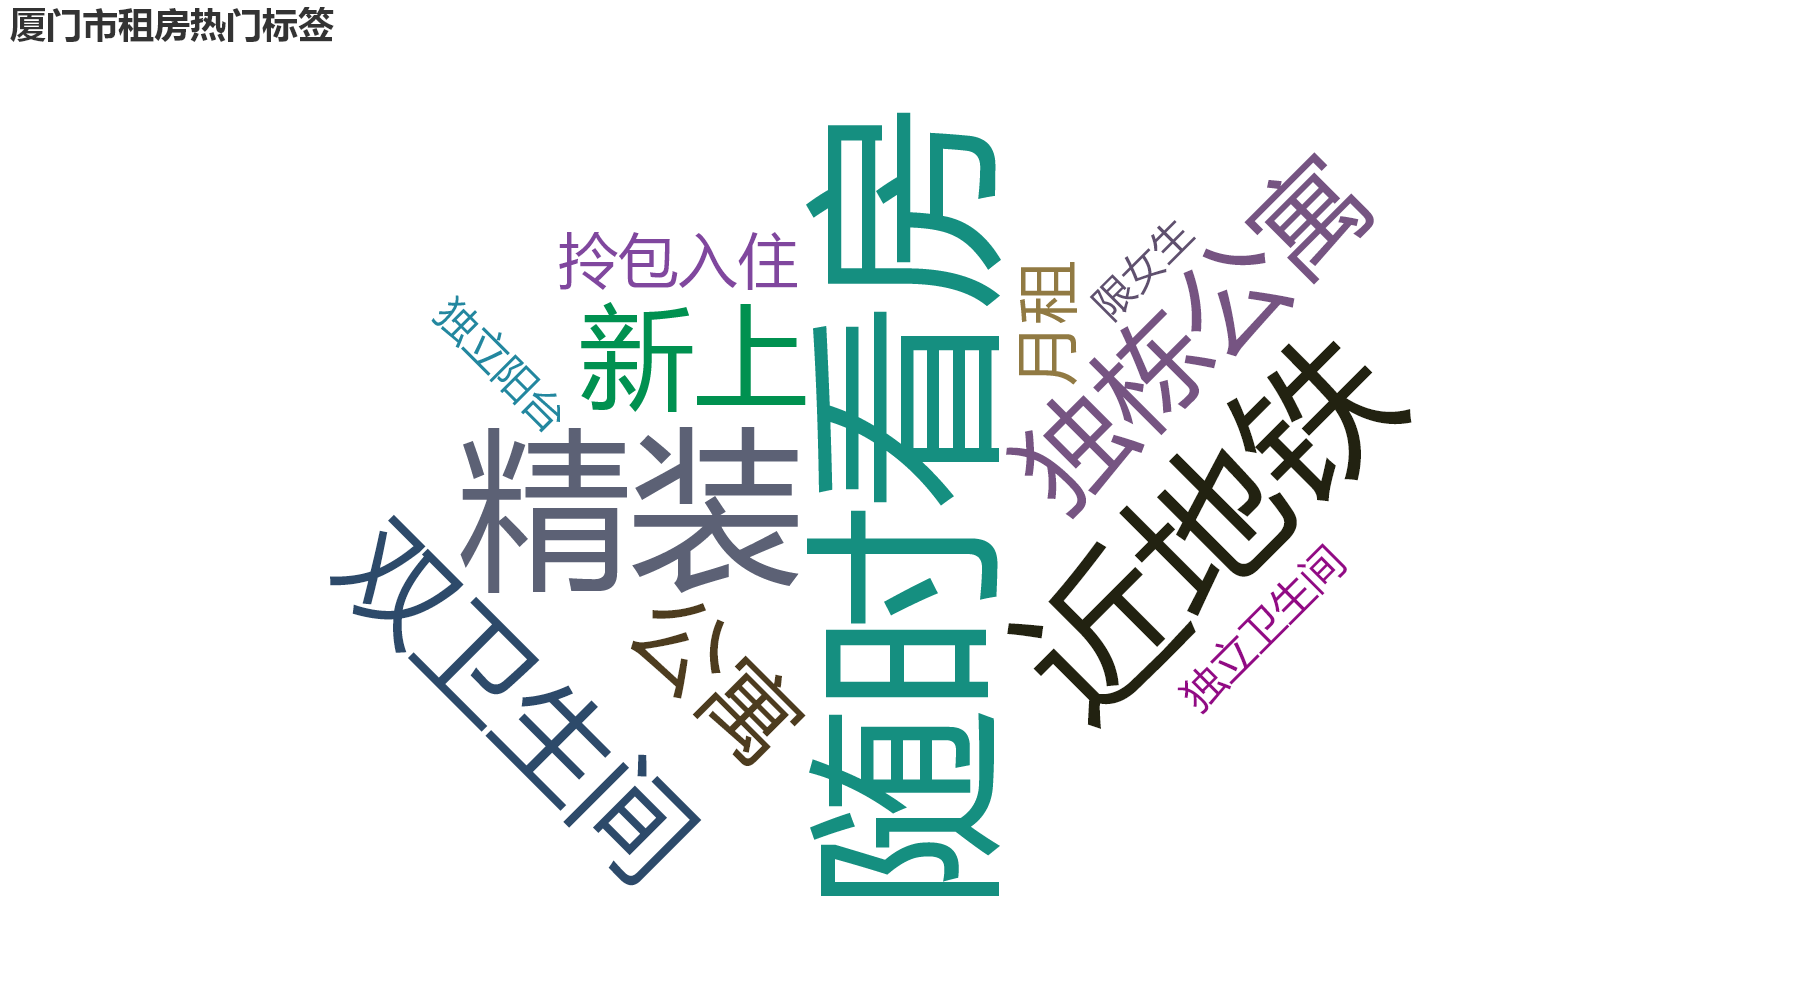 厦门市租房热门标签
随时看房
近地铁
精装
双卫生间
独栋公寓
新上
公寓
拎包入住
月租
限女生
独立阳台
独立卫生间